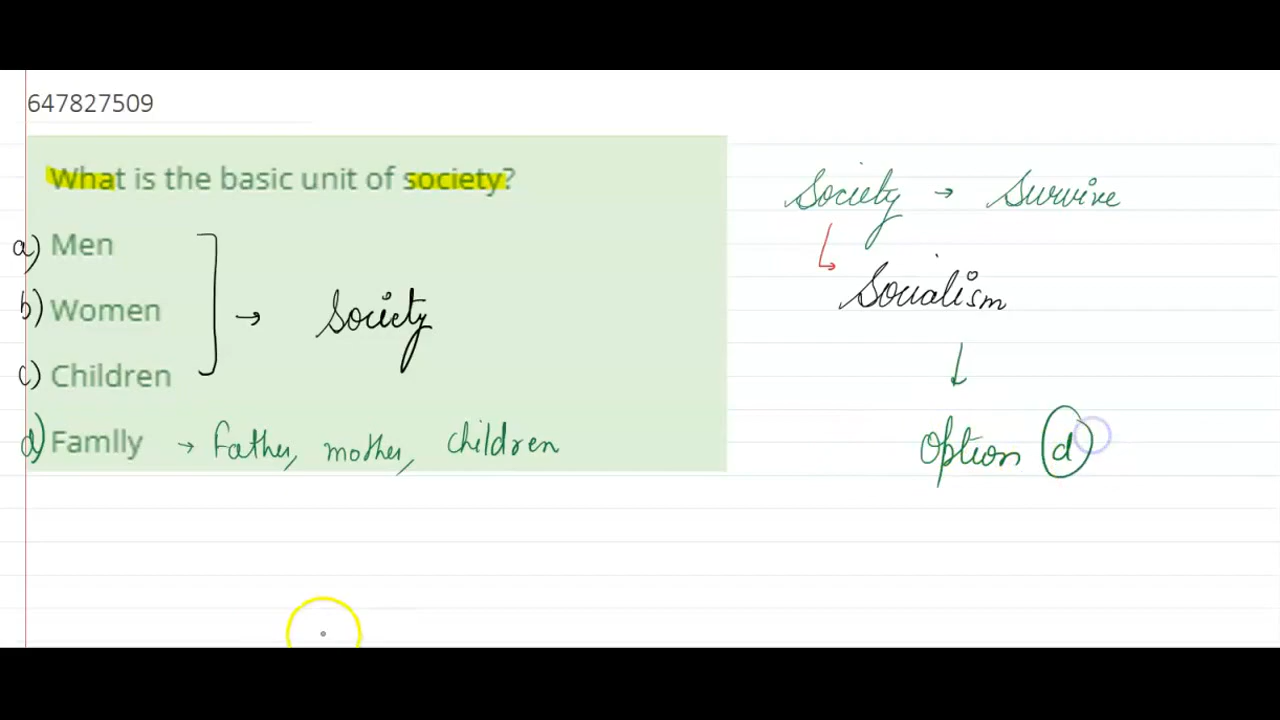 647827509
What is the basic unit of society?
a) Men
b) Women
c) Children
→ Society
d) Famlly → Father, mother, children
Society → Survive
Socialism
Option d